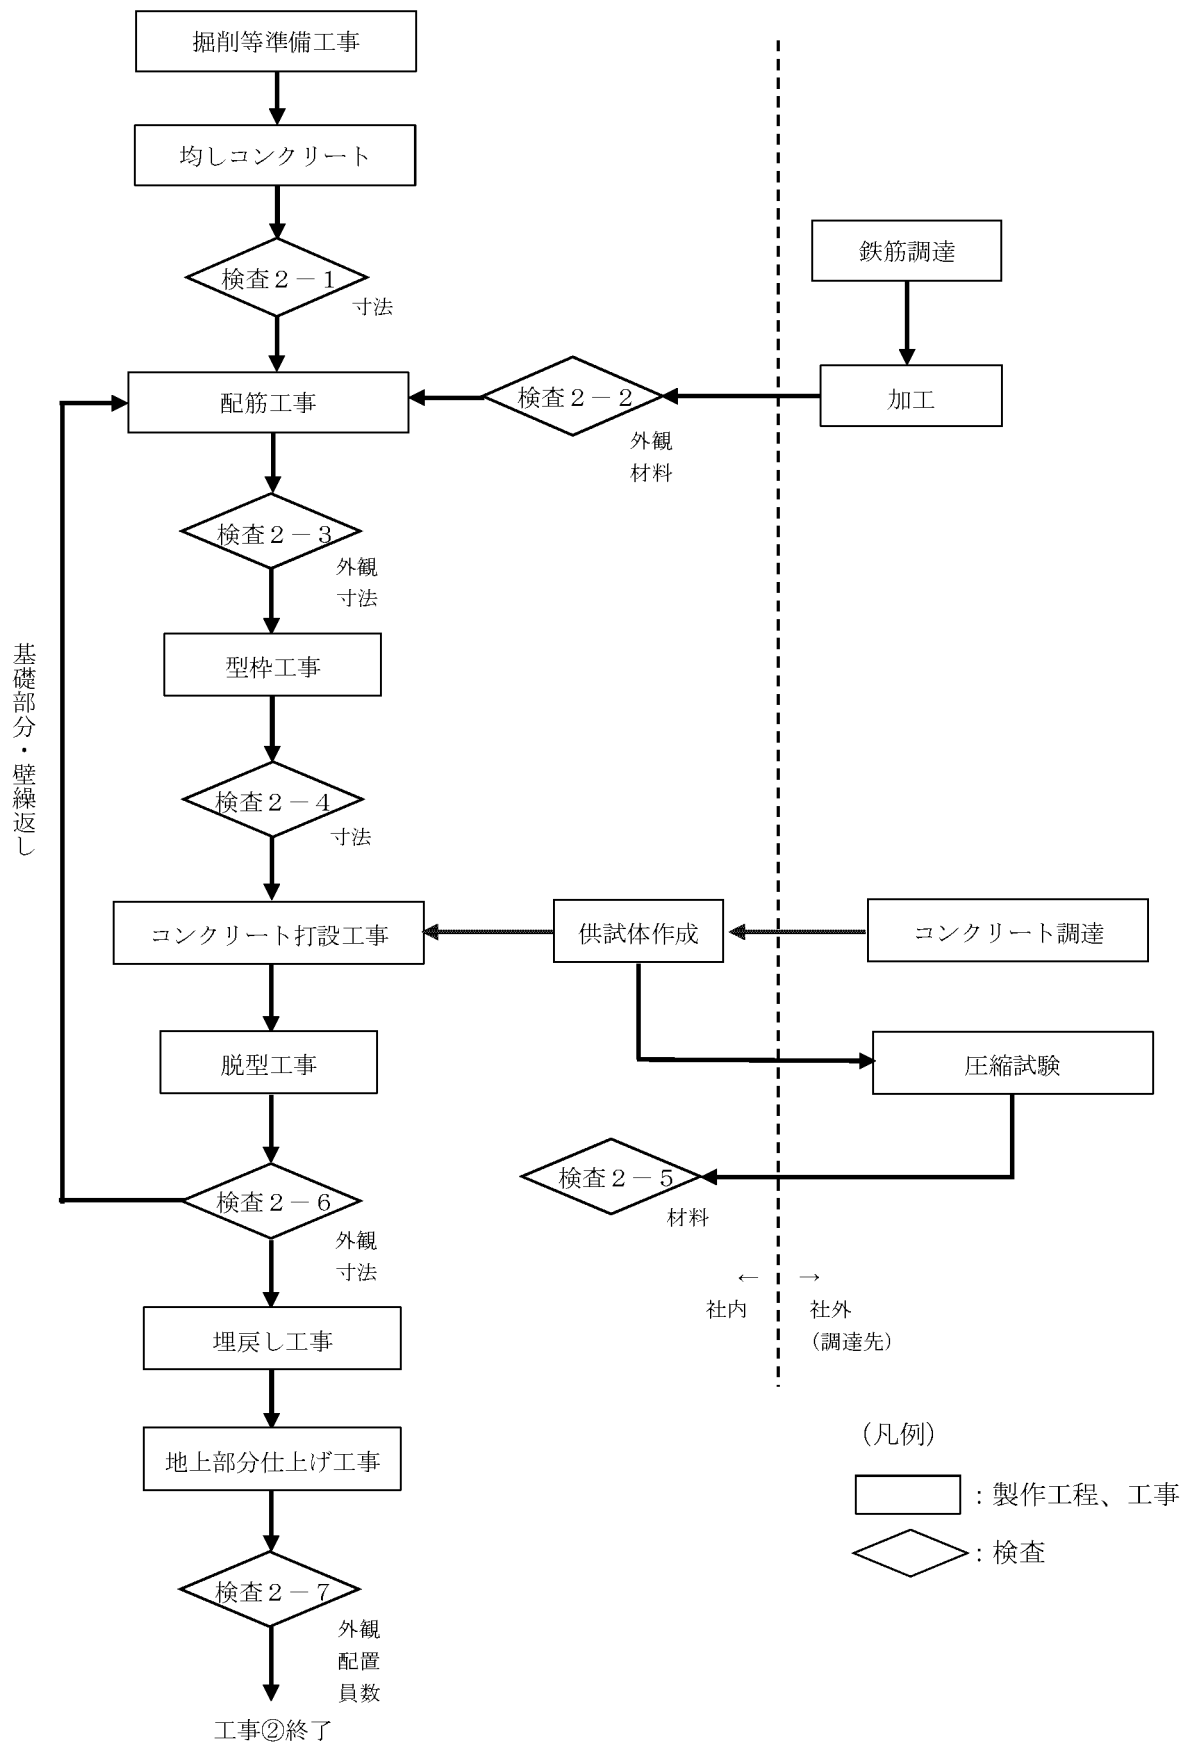 掘削等準備工事
均しコンクリート
検査２－１
寸法
鉄筋調達
加工
検査２－２
外観
材料
配筋工事
検査２－３
外観
寸法
型枠工事
検査２－４
寸法
基礎部分・壁繰返し
コンクリート打設工事
供試体作成
コンクリート調達
脱型工事
圧縮試験
検査２－５
材料
検査２－６
外観
寸法
← →
社内 社外
（調達先）
埋戻し工事
地上部分仕上げ工事
検査２－７
外観
配置
員数
工事②終了
（凡例）
：製作工程、工事
：検査